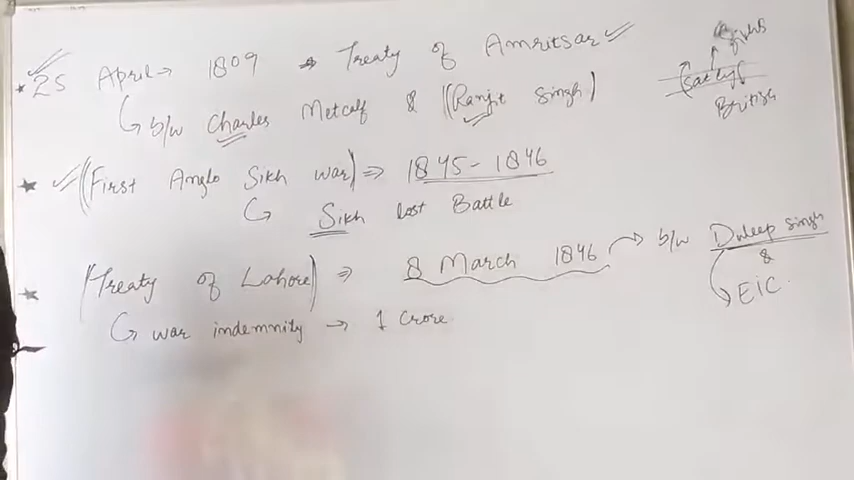 25 April → 1809 → Treaty of Amritsar
b/w Charles Metcalf & (Ranjit Singh)
Sikhs
Satluj
British
(First Anglo Sikh war) ⇒ 1845-1846
Sikh lost Battle
(Treaty of Lahore) ⇒ 8 March 1846 → b/w Duleep Singh
&
EIC
war indemnity → 1 Crore